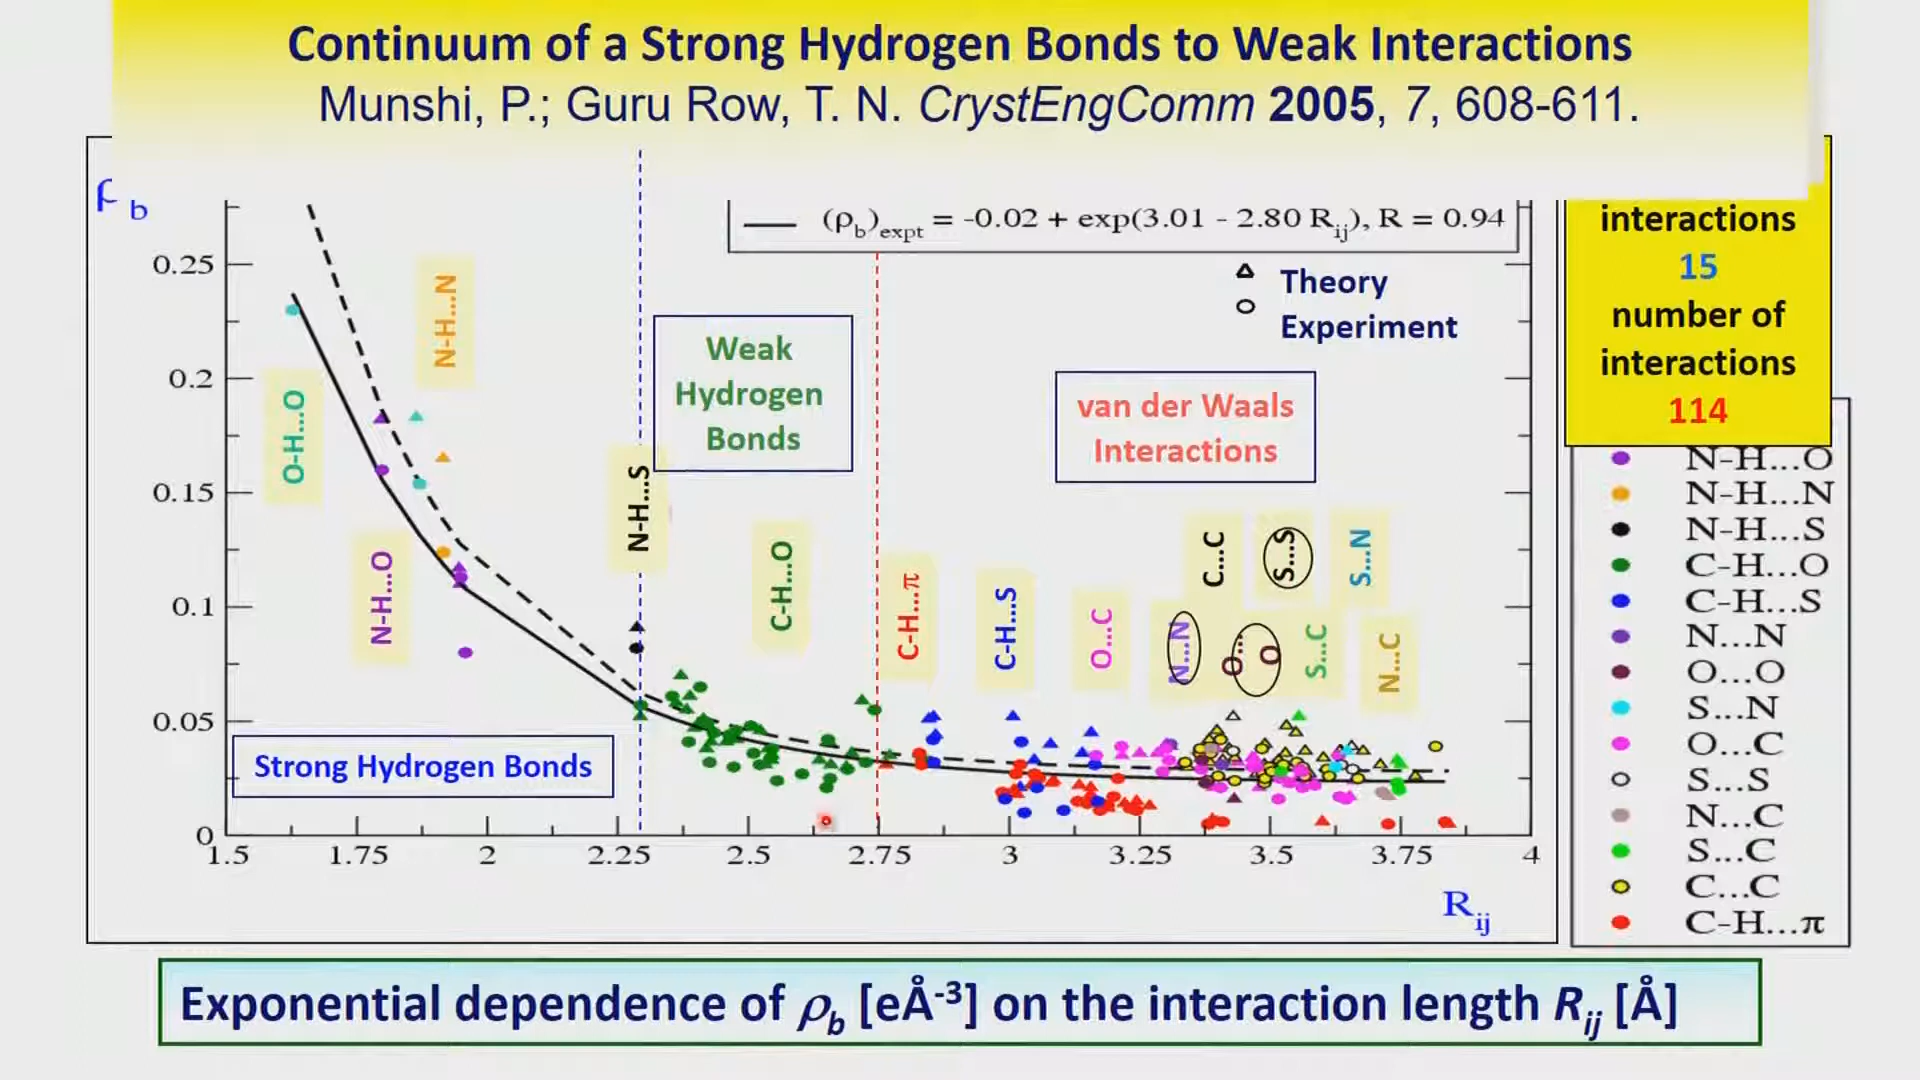 Continuum of a Strong Hydrogen Bonds to Weak Interactions
Munshi, P.; Guru Row, T. N. CrystEngComm 2005, 7, 608-611.
ρb
(ρb)expt = -0.02 + exp(3.01 - 2.80 Rij), R = 0.94
Theory
Experiment
0.25
0.2
0.15
0.1
0.05
0
1.5
1.75
2
2.25
2.5
2.75
3
3.25
3.5
3.75
4
Rij
O-H...O
N-H...N
N-H...O
N-H...S
C-H...O
C-H...π
C-H...S
O...C
N...N
C...C
O...
O
S...S
S...C
S...N
N...C
Strong Hydrogen Bonds
Weak
Hydrogen
Bonds
van der Waals
Interactions
interactions
15
number of
interactions
114
N-H...O
N-H...N
N-H...S
C-H...O
C-H...S
N...N
O...O
S...N
O...C
S...S
N...C
S...C
C...C
C-H...π
Exponential dependence of ρb [eÅ-3] on the interaction length Rij [Å]